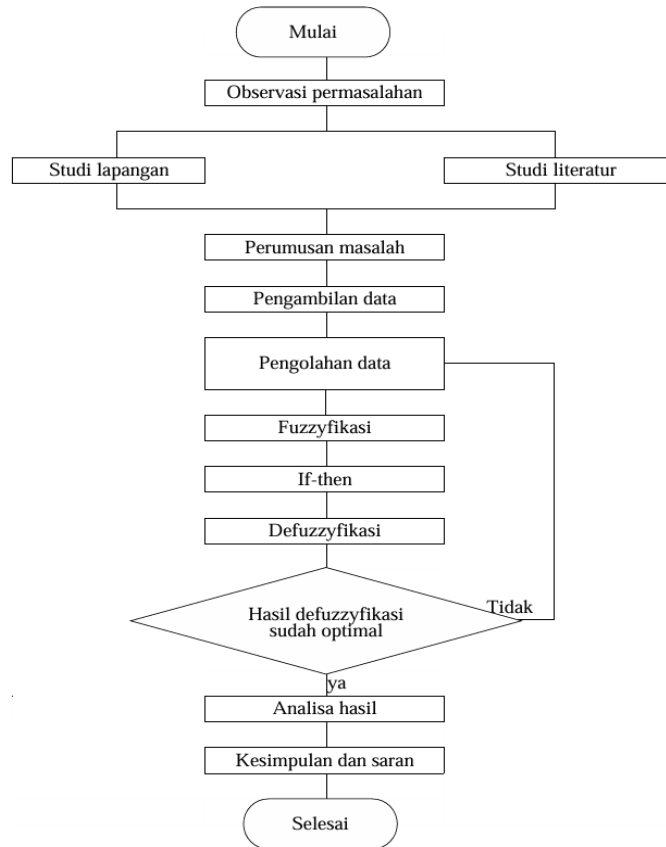 Mulai
Observasi permasalahan
Studi lapangan
Studi literatur
Perumusan masalah
Pengambilan data
Pengolahan data
Fuzzyfikasi
If-then
Defuzzyfikasi
Hasil defuzzyfikasi
sudah optimal
Tidak
ya
Analisa hasil
Kesimpulan dan saran
Selesai